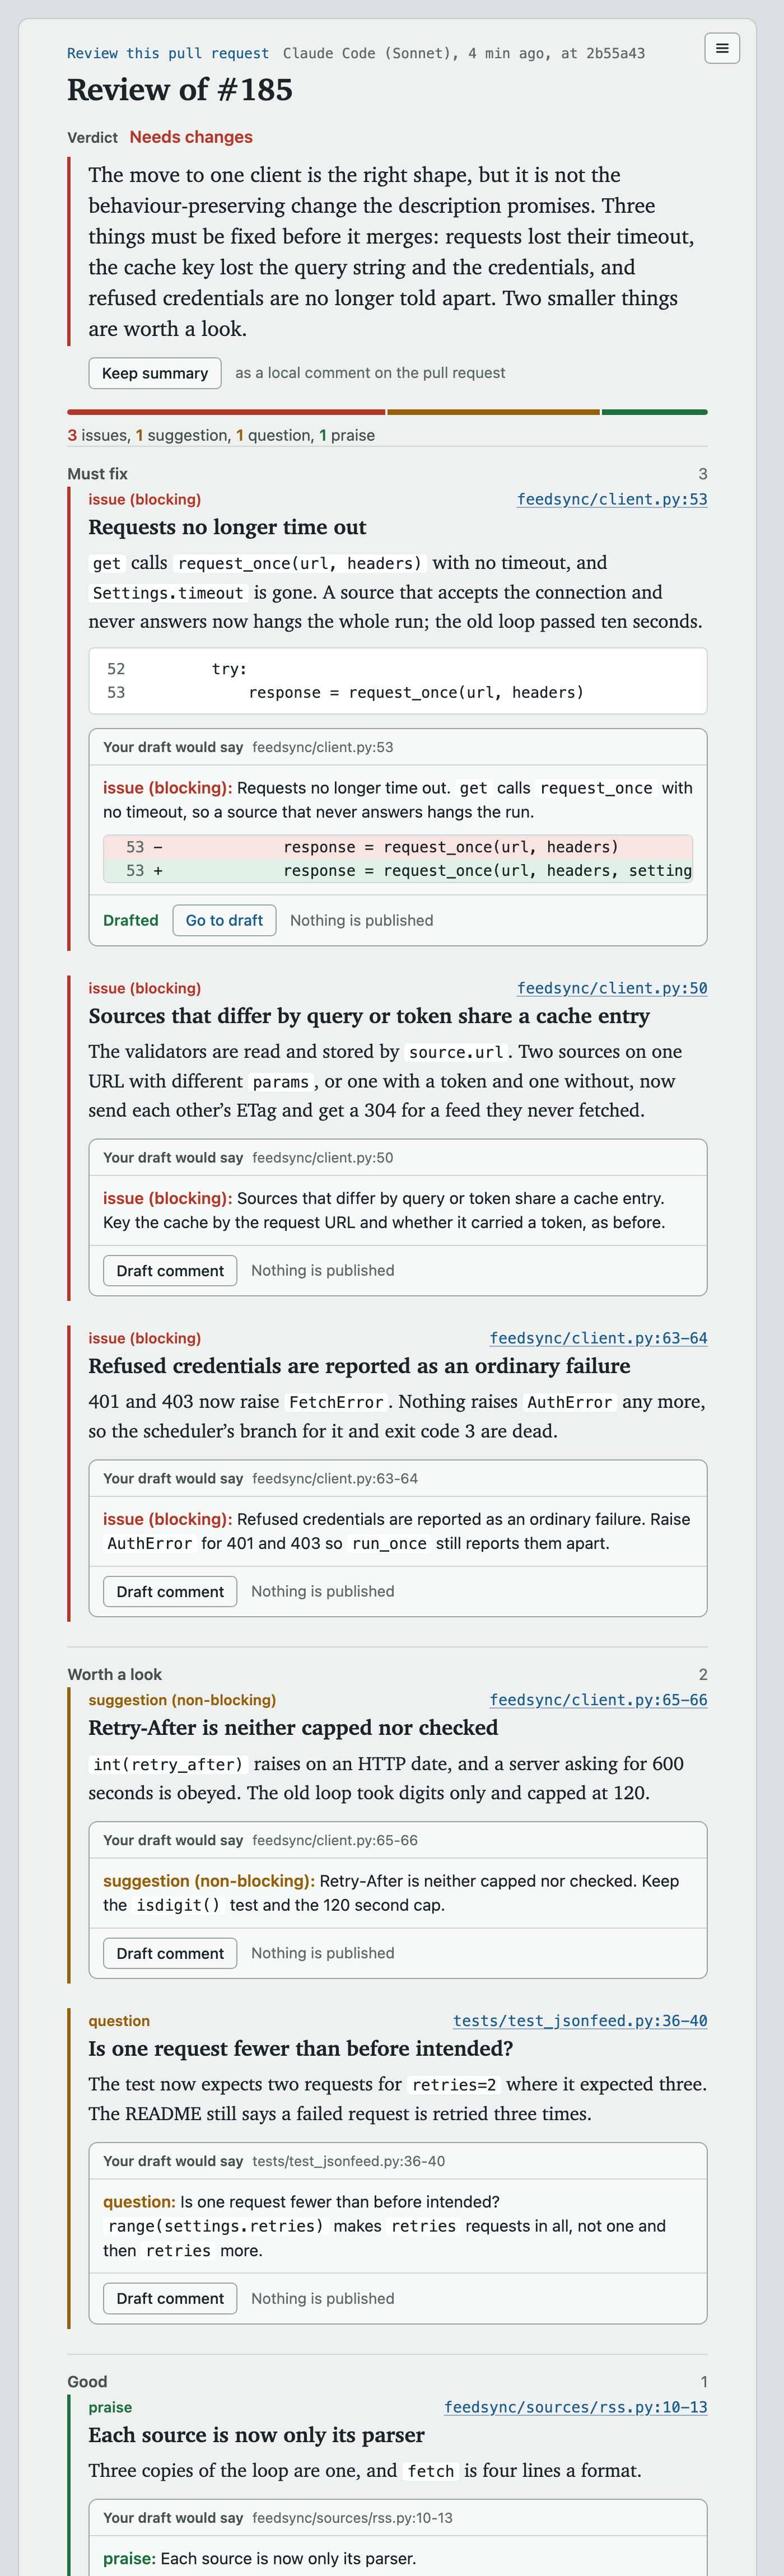 Review this pull request Claude Code (Sonnet), 4 min ago, at 2b55a43
Review of #185
Verdict Needs changes
The move to one client is the right shape, but it is not the
behaviour-preserving change the description promises. Three
things must be fixed before it merges: requests lost their timeout,
the cache key lost the query string and the credentials, and
refused credentials are no longer told apart. Two smaller things
are worth a look.
Keep summary as a local comment on the pull request
3 issues, 1 suggestion, 1 question, 1 praise
Must fix 3
issue (blocking) feedsync/client.py:53
Requests no longer time out
get calls request_once(url, headers) with no timeout, and
Settings.timeout is gone. A source that accepts the connection and
never answers now hangs the whole run; the old loop passed ten seconds.
52 try:
53 response = request_once(url, headers)
Your draft would say feedsync/client.py:53
issue (blocking): Requests no longer time out. get calls request_once with
no timeout, so a source that never answers hangs the run.
53 − response = request_once(url, headers)
53 + response = request_once(url, headers, setting
Drafted Go to draft Nothing is published
issue (blocking) feedsync/client.py:50
Sources that differ by query or token share a cache entry
The validators are read and stored by source.url. Two sources on one
URL with different params, or one with a token and one without, now
send each other’s ETag and get a 304 for a feed they never fetched.
Your draft would say feedsync/client.py:50
issue (blocking): Sources that differ by query or token share a cache entry.
Key the cache by the request URL and whether it carried a token, as before.
Draft comment Nothing is published
issue (blocking) feedsync/client.py:63–64
Refused credentials are reported as an ordinary failure
401 and 403 now raise FetchError. Nothing raises AuthError any more,
so the scheduler’s branch for it and exit code 3 are dead.
Your draft would say feedsync/client.py:63-64
issue (blocking): Refused credentials are reported as an ordinary failure. Raise
AuthError for 401 and 403 so run_once still reports them apart.
Draft comment Nothing is published
Worth a look 2
suggestion (non-blocking) feedsync/client.py:65–66
Retry-After is neither capped nor checked
int(retry_after) raises on an HTTP date, and a server asking for 600
seconds is obeyed. The old loop took digits only and capped at 120.
Your draft would say feedsync/client.py:65-66
suggestion (non-blocking): Retry-After is neither capped nor checked. Keep
the isdigit() test and the 120 second cap.
Draft comment Nothing is published
question tests/test_jsonfeed.py:36–40
Is one request fewer than before intended?
The test now expects two requests for retries=2 where it expected three.
The README still says a failed request is retried three times.
Your draft would say tests/test_jsonfeed.py:36-40
question: Is one request fewer than before intended?
range(settings.retries) makes retries requests in all, not one and
then retries more.
Draft comment Nothing is published
Good 1
praise feedsync/sources/rss.py:10–13
Each source is now only its parser
Three copies of the loop are one, and fetch is four lines a format.
Your draft would say feedsync/sources/rss.py:10-13
praise: Each source is now only its parser.